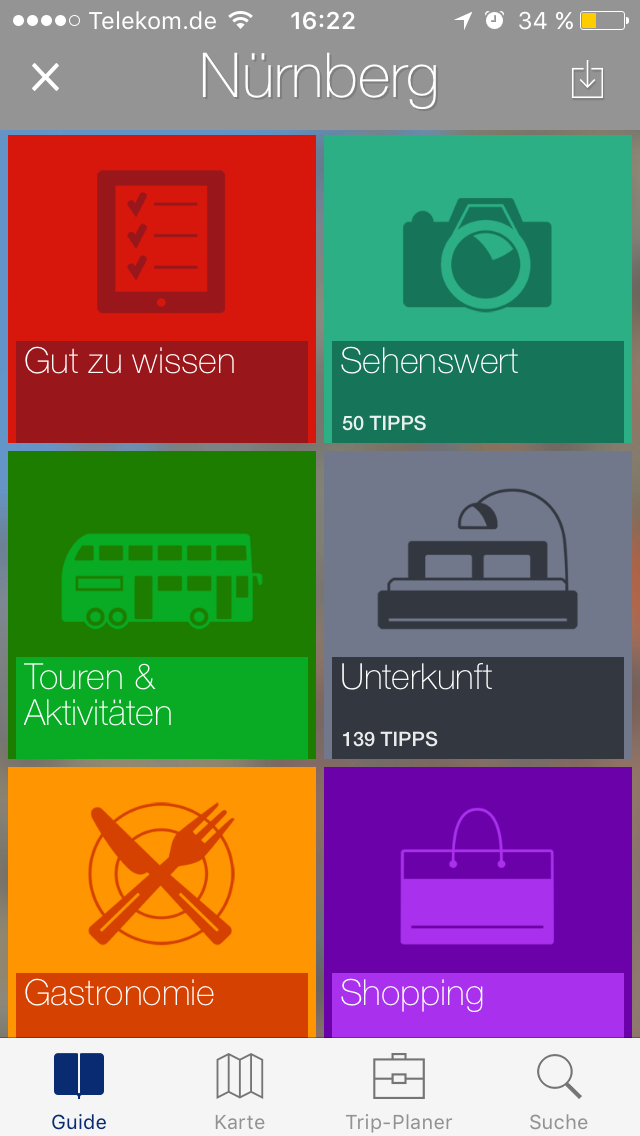 Telekom.de 16:22 34 %
Nürnberg
Gut zu wissen
Sehenswert
50 TIPPS
Touren &
Aktivitäten
Unterkunft
139 TIPPS
Gastronomie
Shopping
Guide
Karte
Trip-Planer
Suche